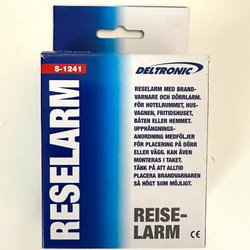 S-1241
RESELARM
DELTRONIC
RESELARM MED BRAND-
VARNARE OCH DÖRRLARM.
FÖR HOTELRUMMET, HUS-
VAGNEN, FRITIDSHUSET,
BÅTEN ELLER HEMMET.
UPPHÄNGNINGS-
ANORDNING MEDFÖLJER
FÖR PLACERING PÅ DÖRR
ELLER VÄGG. KAN ÄVEN
MONTERAS I TAKET.
TÄNK PÅ ATT ALLTID
PLACERA BRANDVARNAREN
SÅ HÖGT SOM MÖJLIGT.
REISE-
LARM
CE